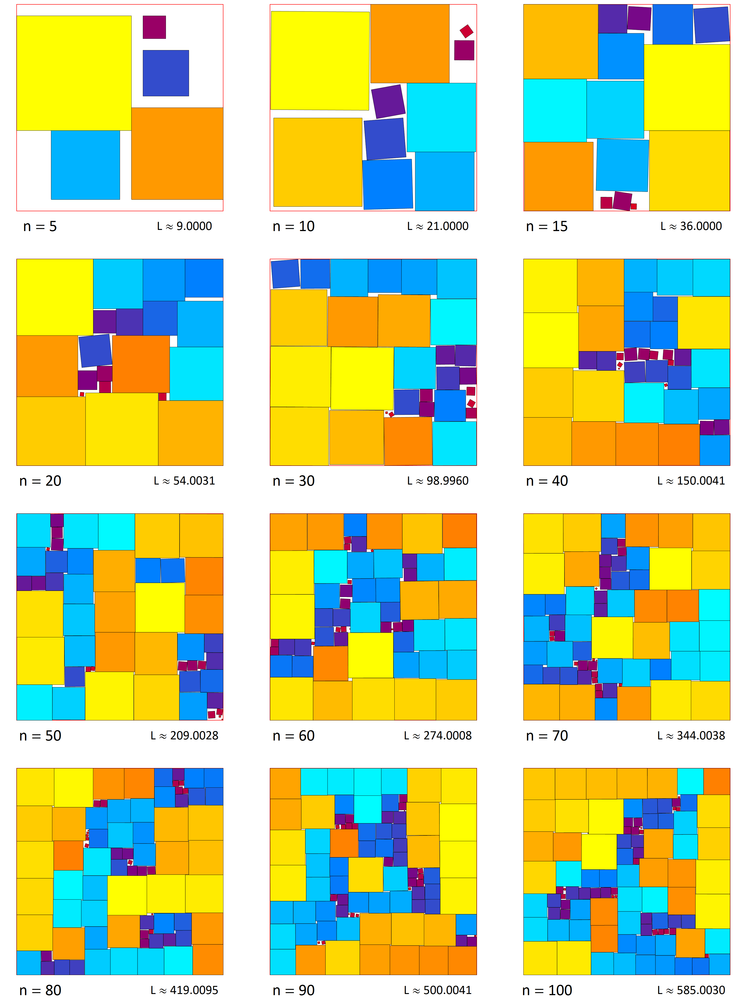 n = 5 L ≈ 9.0000
n = 10 L ≈ 21.0000
n = 15 L ≈ 36.0000
n = 20 L ≈ 54.0031
n = 30 L ≈ 98.9960
n = 40 L ≈ 150.0041
n = 50 L ≈ 209.0028
n = 60 L ≈ 274.0008
n = 70 L ≈ 344.0038
n = 80 L ≈ 419.0095
n = 90 L ≈ 500.0041
n = 100 L ≈ 585.0030